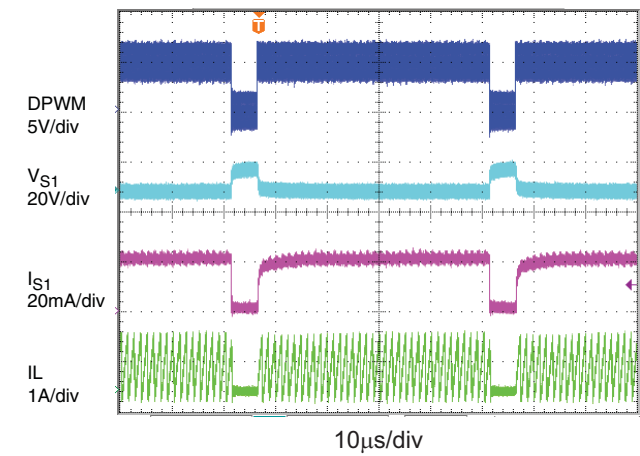 T
DPWM
5V/div
VS1
20V/div
IS1
20mA/div
IL
1A/div
10µs/div